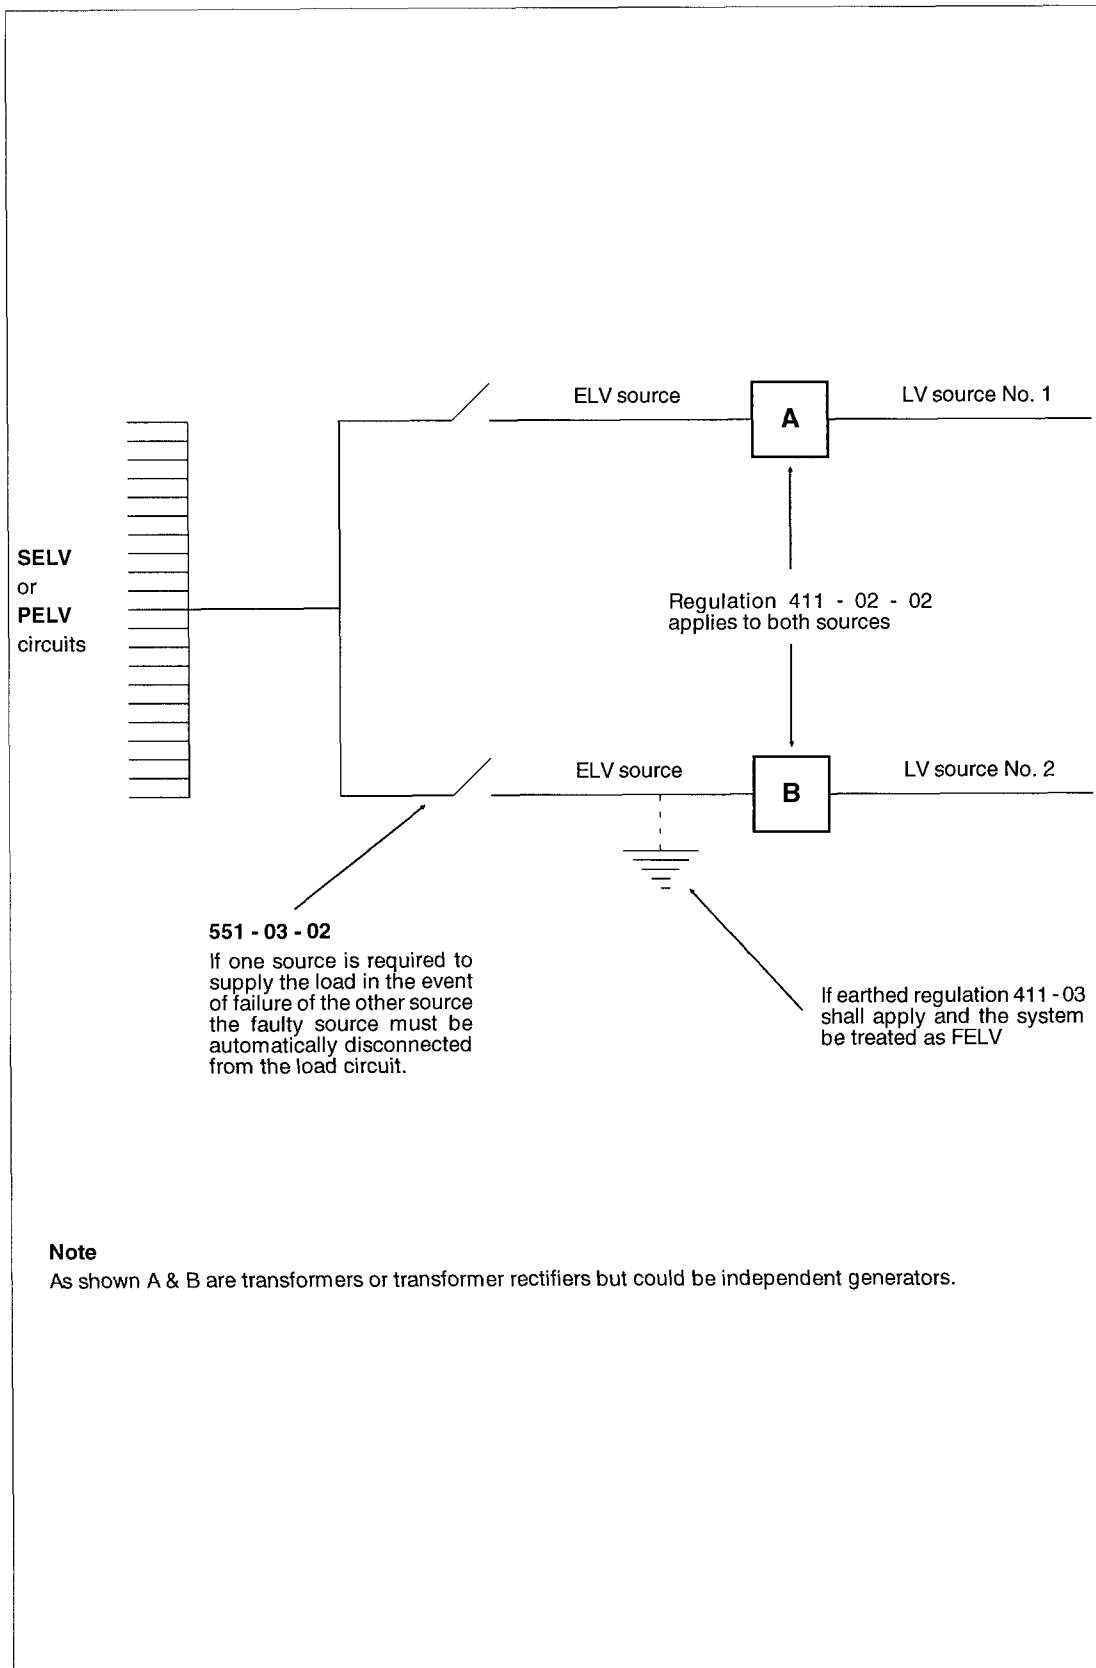 ELV source
A
LV source No. 1
SELV
or
PELV
circuits
Regulation 411 - 02 - 02
applies to both sources
ELV source
B
LV source No. 2
551 - 03 - 02
If one source is required to
supply the load in the event
of failure of the other source
the faulty source must be
automatically disconnected
from the load circuit.
If earthed regulation 411 - 03
shall apply and the system
be treated as FELV
Note
As shown A & B are transformers or transformer rectifiers but could be independent generators.